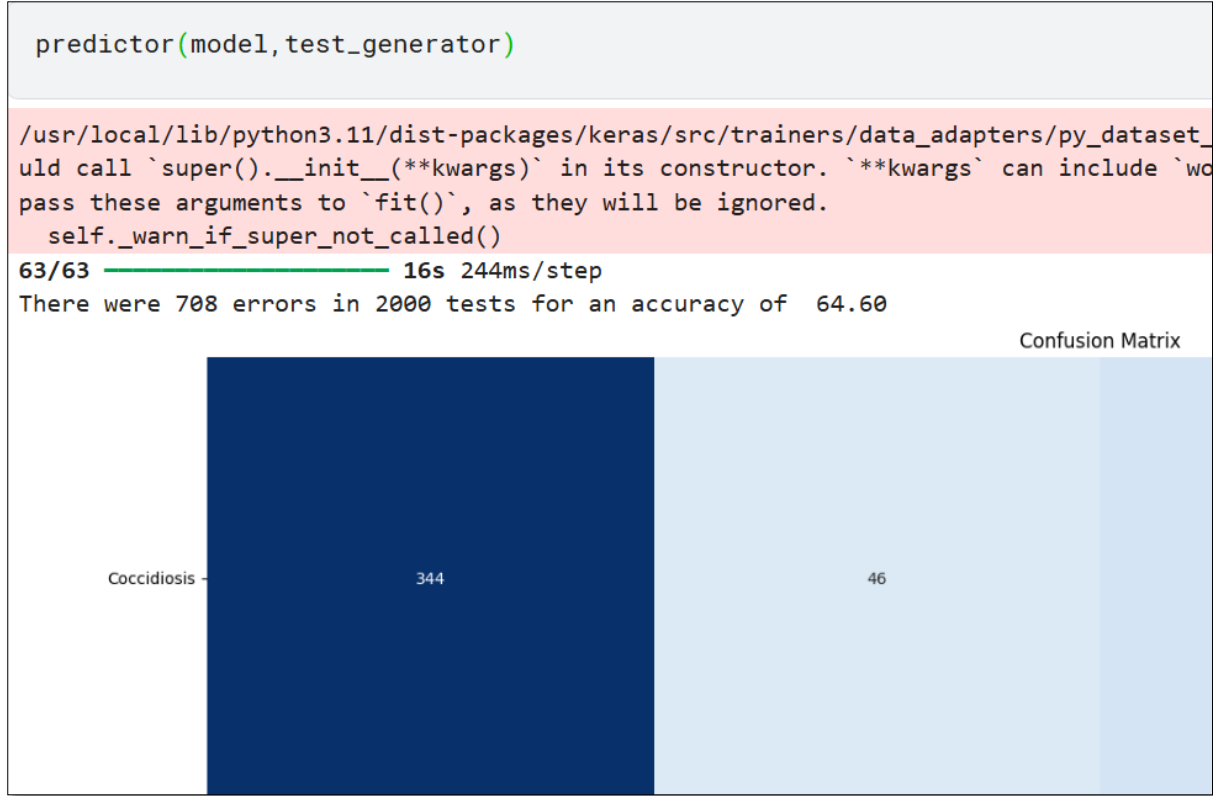 predictor(model,test_generator)
/usr/local/lib/python3.11/dist-packages/keras/src/trainers/data_adapters/py_dataset_
uld call `super().__init__(**kwargs)` in its constructor. `**kwargs` can include `wo
pass these arguments to `fit()`, as they will be ignored.
self._warn_if_super_not_called()
63/63 ━━━━━━━━━━━━━━━━━━━━ 16s 244ms/step
There were 708 errors in 2000 tests for an accuracy of  64.60
Confusion Matrix
Coccidiosis 344 46